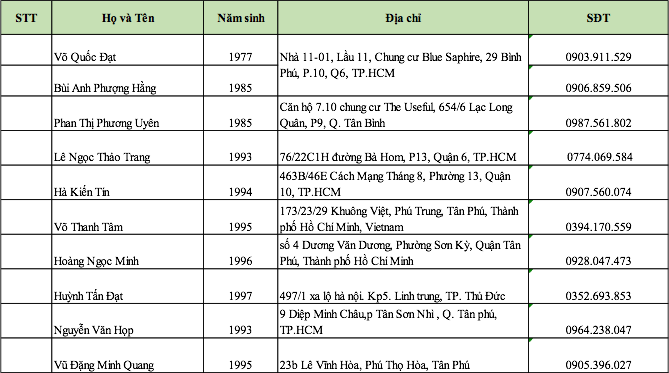 STT Họ và Tên Năm sinh Địa chỉ SĐT
Võ Quốc Đạt 1977 Nhà 11-01, Lầu 11, Chung cư Blue Saphire, 29 Bình
Phú, P.10, Q6, TP.HCM 0903.911.529
Bùi Anh Phượng Hằng 1985 0906.859.506
Phan Thị Phương Uyên 1985 Căn hộ 7.10 chung cư The Useful, 654/6 Lạc Long
Quân, P9, Q. Tân Bình 0987.561.802
Lê Ngọc Thảo Trang 1993 76/22C1H đường Bà Hom, P13, Quận 6, TP.HCM 0774.069.584
Hà Kiến Tín 1994 463B/46E Cách Mạng Tháng 8, Phường 13, Quận
10, TP.HCM 0907.560.074
Võ Thanh Tâm 1995 173/23/29 Khuông Việt, Phú Trung, Tân Phú, Thành
phố Hồ Chí Minh, Vietnam 0394.170.559
Hoàng Ngọc Minh 1996 số 4 Dương Văn Dương, Phường Sơn Kỳ, Quận Tân
Phú, Thành phố Hồ Chí Minh 0928.047.473
Huỳnh Tấn Đạt 1997 497/1 xa lộ hà nội. Kp5. Linh trung, TP. Thủ Đức 0352.693.853
Nguyễn Văn Họp 1993 9 Diệp Minh Châu,p Tân Sơn Nhì , Q. Tân phú,
TP.HCM 0964.238.047
Vũ Đặng Minh Quang 1995 23b Lê Vĩnh Hòa, Phú Thọ Hòa, Tân Phú 0905.396.027